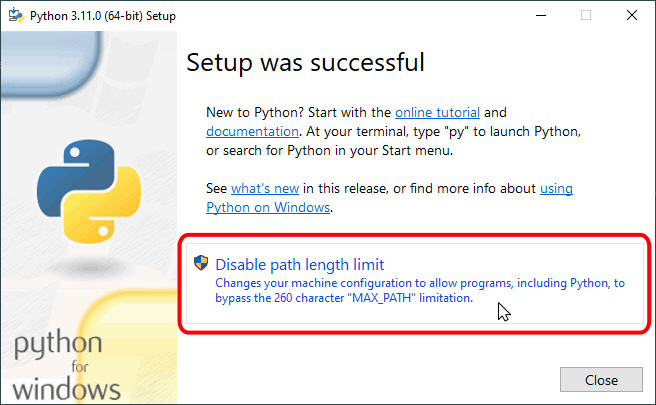 Python 3.11.0 (64-bit) Setup
Setup was successful
New to Python? Start with the online tutorial and
documentation. At your terminal, type "py" to launch Python,
or search for Python in your Start menu.
See what's new in this release, or find more info about using
Python on Windows.
Disable path length limit
Changes your machine configuration to allow programs, including Python, to
bypass the 260 character "MAX_PATH" limitation.
python
for
windows
Close